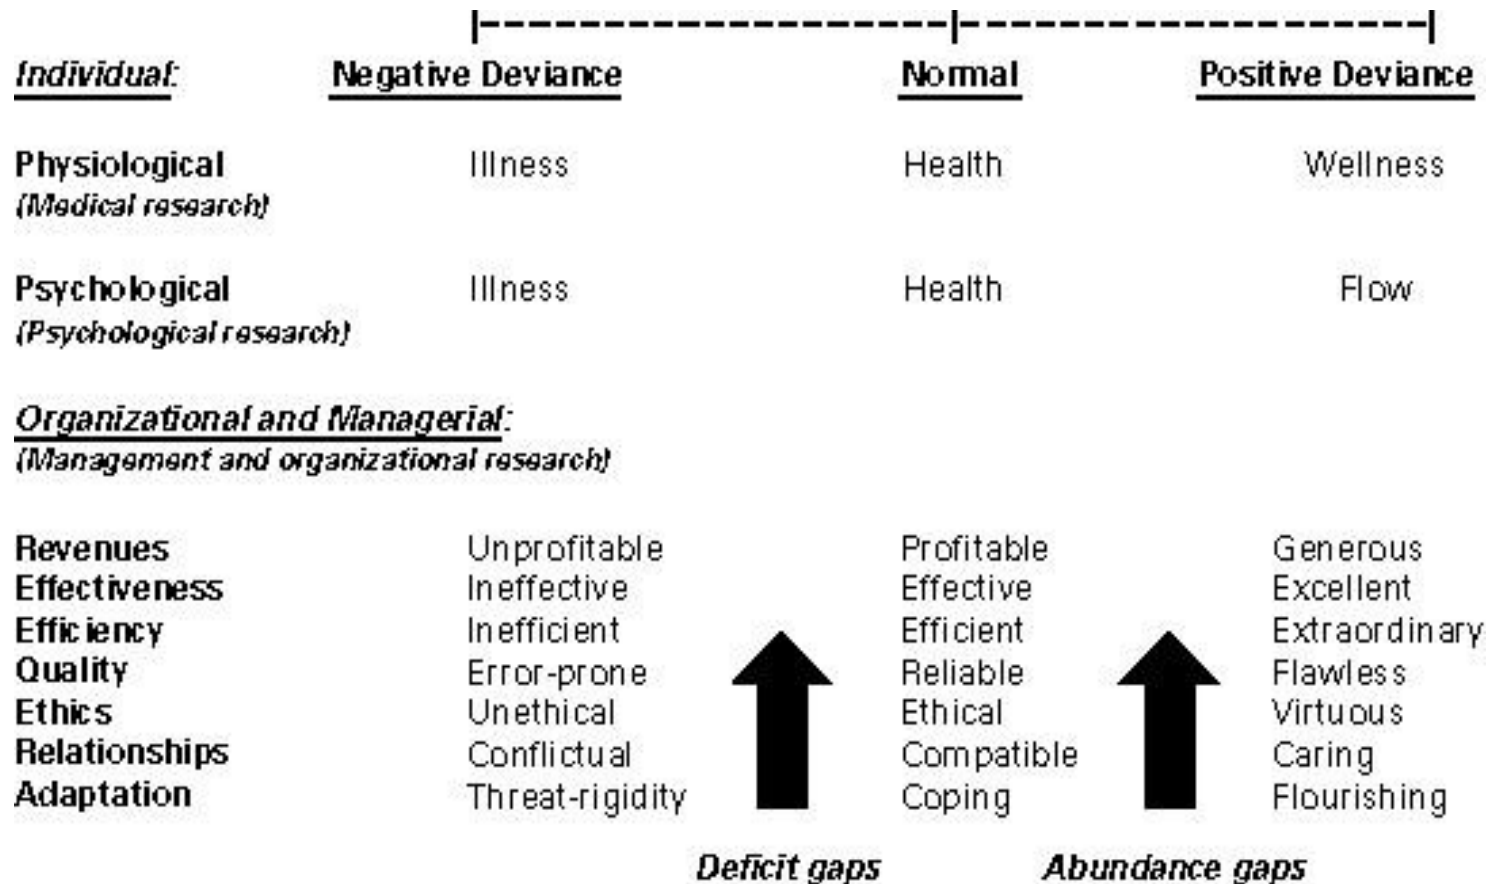 Individual: Negative Deviance Normal Positive Deviance
Physiological Illness Health Wellness
(Medical research)
Psychological Illness Health Flow
(Psychological research)
Organizational and Managerial:
(Management and organizational research)
Revenues Unprofitable Profitable Generous
Effectiveness Ineffective Effective Excellent
Efficiency Inefficient Efficient Extraordinary
Quality Error-prone Reliable Flawless
Ethics Unethical Ethical Virtuous
Relationships Conflictual Compatible Caring
Adaptation Threat-rigidity Coping Flourishing
Deficit gaps Abundance gaps